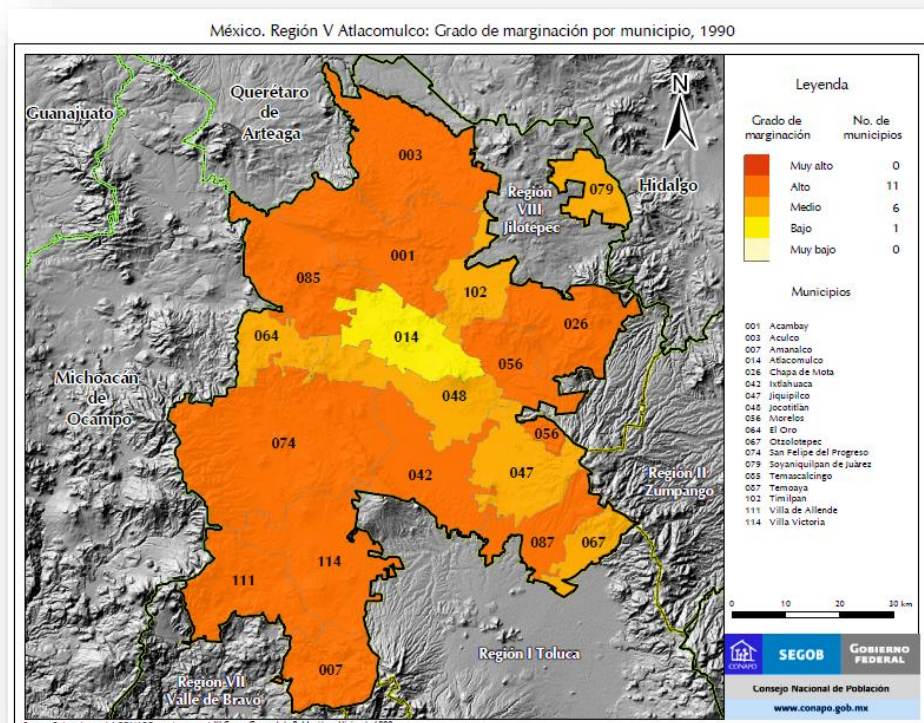 México. Región V Atlacomulco: Grado de marginación por municipio, 1990
Guanajuato
Querétaro
de
Arteaga
N
003
079
Hidalgo
Región
VIII
Jilotepec
001
085
102
026
014
064
056
Michoacán
de
Ocampo
048
056
074
047
042
Región II
Zumpango
087
067
114
111
Región I Toluca
007
Región VII
Valle de Bravo
Leyenda
Grado de marginación No. de municipios
Muy alto 0
Alto 11
Medio 6
Bajo 1
Muy bajo 0
Municipios
001 Acambay
003 Aculco
007 Amanalco
014 Atlacomulco
026 Chapa de Mota
042 Ixtlahuaca
047 Jiquipilco
048 Jocotitlán
056 Morelos
064 El Oro
067 Otzolotepec
074 San Felipe del Progreso
079 Soyaniquilpan de Juárez
085 Temascalcingo
087 Temoaya
102 Timilpan
111 Villa de Allende
114 Villa Victoria
0 10 20 30 km
CONAPO
SEGOB
GOBIERNO
FEDERAL
Consejo Nacional de Población
www.conapo.gob.mx